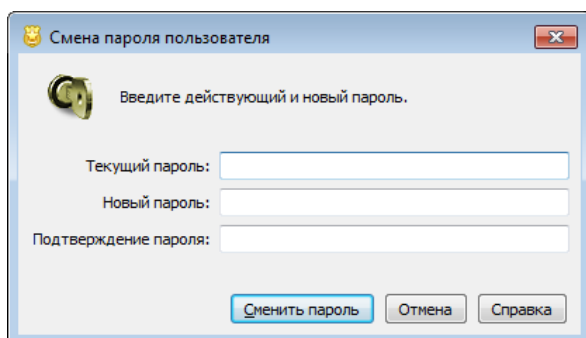 Смена пароля пользователя
Введите действующий и новый пароль.
Текущий пароль:
Новый пароль:
Подтверждение пароля:
Сменить пароль Отмена Справка